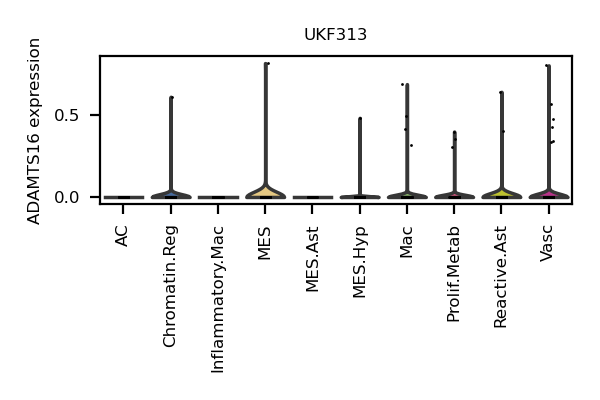 UKF313
ADAMTS16 expression
0.5
0.0
AC
Chromatin.Reg
Inflammatory.Mac
MES
MES.Ast
MES.Hyp
Mac
Prolif.Metab
Reactive.Ast
Vasc